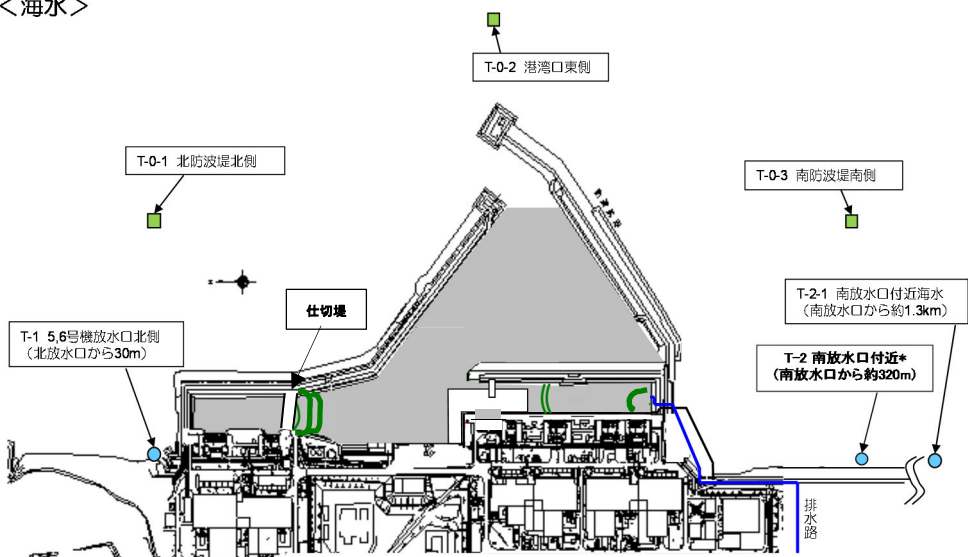 ＜海水＞
T-0-2 港湾口東側
T-0-1 北防波堤北側
T-0-3 南防波堤南側
仕切堤
T-2-1 南放水口付近海水
（南放水口から約1.3km）
T-1 5,6号機放水口北側
（北放水口から30m）
T-2 南放水口付近*
（南放水口から約320m）
排水路